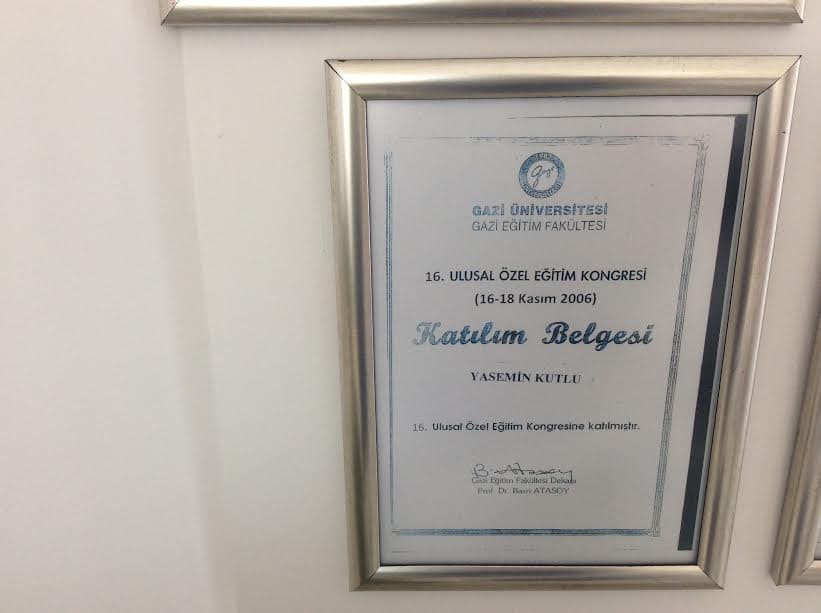 GAZİ ÜNİVERSİTESİ
GAZİ EĞİTİM FAKÜLTESİ
16. ULUSAL ÖZEL EĞİTİM KONGRESİ
(16-18 Kasım 2006)
Katılım Belgesi
YASEMİN KUTLU
16. Ulusal Özel Eğitim Kongresine katılmıştır.
B. Atasoy
Gazi Eğitim Fakültesi Dekanı
Prof. Dr. Basri ATASOY